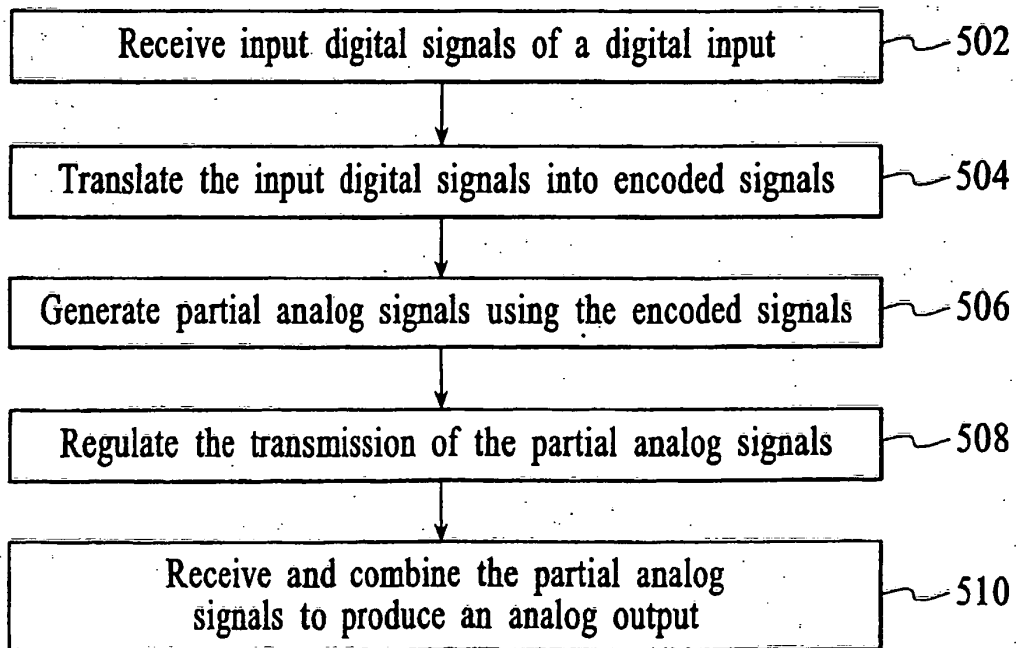 Receive input digital signals of a digital input 502
Translate the input digital signals into encoded signals 504
Generate partial analog signals using the encoded signals 506
Regulate the transmission of the partial analog signals 508
Receive and combine the partial analog
signals to produce an analog output 510